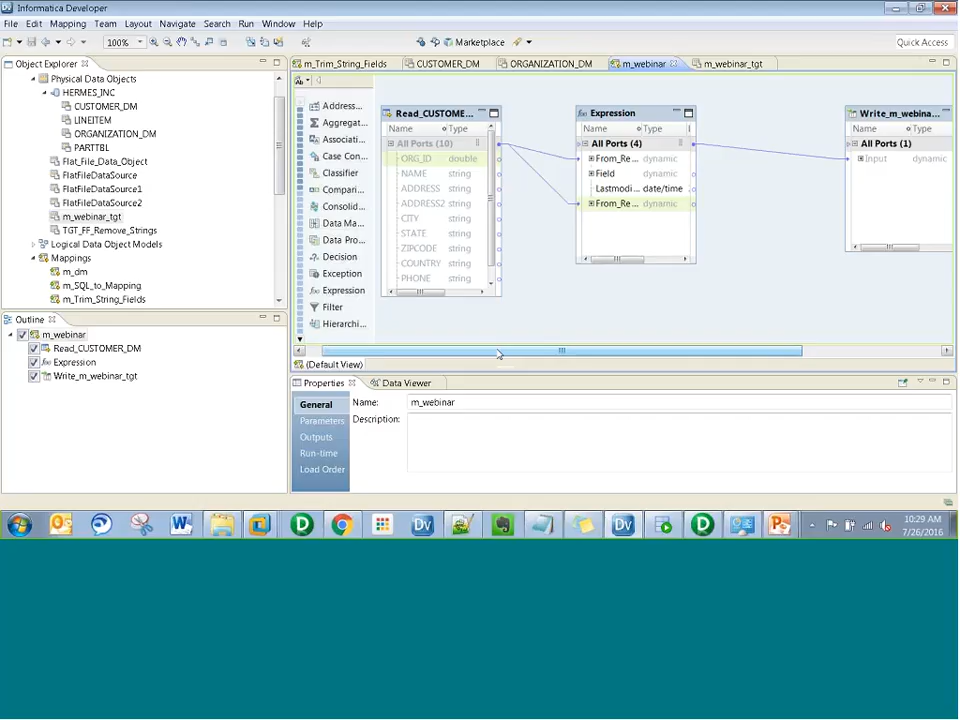 Informatica Developer
File Edit Mapping Team Layout Navigate Search Run Window Help
100% Marketplace Quick Access
Object Explorer
Physical Data Objects
HERMES_INC
CUSTOMER_DM
LINEITEM
ORGANIZATION_DM
PARTTBL
Flat_File_Data_Object
FlatFileDataSource
FlatFileDataSource1
FlatFileDataSource2
m_webinar_tgt
TGT_FF_Remove_Strings
Logical Data Object Models
Mappings
m_dm
m_SQL_to_Mapping
m_Trim_String_Fields
Outline
m_webinar
Read_CUSTOMER_DM
Expression
Write_m_webinar_tgt
m_Trim_String_Fields CUSTOMER_DM ORGANIZATION_DM m_webinar m_webinar_tgt
Address...
Aggregat...
Associati...
Case Con...
Classifier
Compari...
Consolid...
Data Ma...
Data Pro...
Decision
Exception
Expression
Filter
Hierarchi...
Read_CUSTOME...
Name Type
All Ports (10)
ORG_ID double
NAME string
ADDRESS string
ADDRESS2 string
CITY string
STATE string
ZIPCODE string
COUNTRY string
PHONE string
Expression
Name Type
All Ports (4)
From_Re... dynamic
Field dynamic
Lastmodi... date/time
From_Re... dynamic
Write_m_webina...
Name Type
All Ports (1)
Input dynamic
(Default View)
Properties Data Viewer
General
Parameters
Outputs
Run-time
Load Order
Name: m_webinar
Description:
10:29 AM
7/26/2016